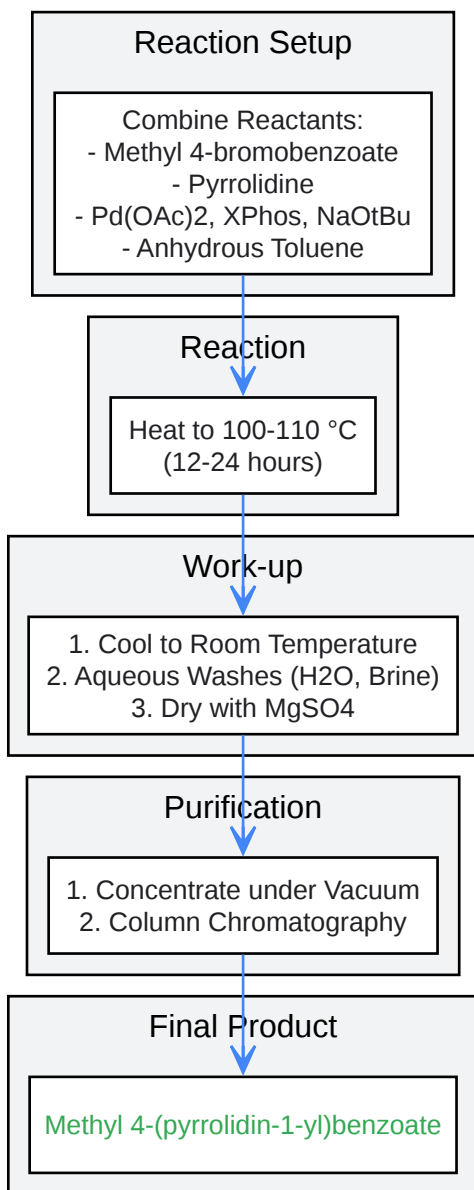 Reaction Setup
Combine Reactants:
- Methyl 4-bromobenzoate
- Pyrrolidine
- Pd(OAc)2, XPhos, NaOtBu
- Anhydrous Toluene
Reaction
Heat to 100-110 °C
(12-24 hours)
Work-up
1. Cool to Room Temperature
2. Aqueous Washes (H2O, Brine)
3. Dry with MgSO4
Purification
1. Concentrate under Vacuum
2. Column Chromatography
Final Product
Methyl 4-(pyrrolidin-1-yl)benzoate